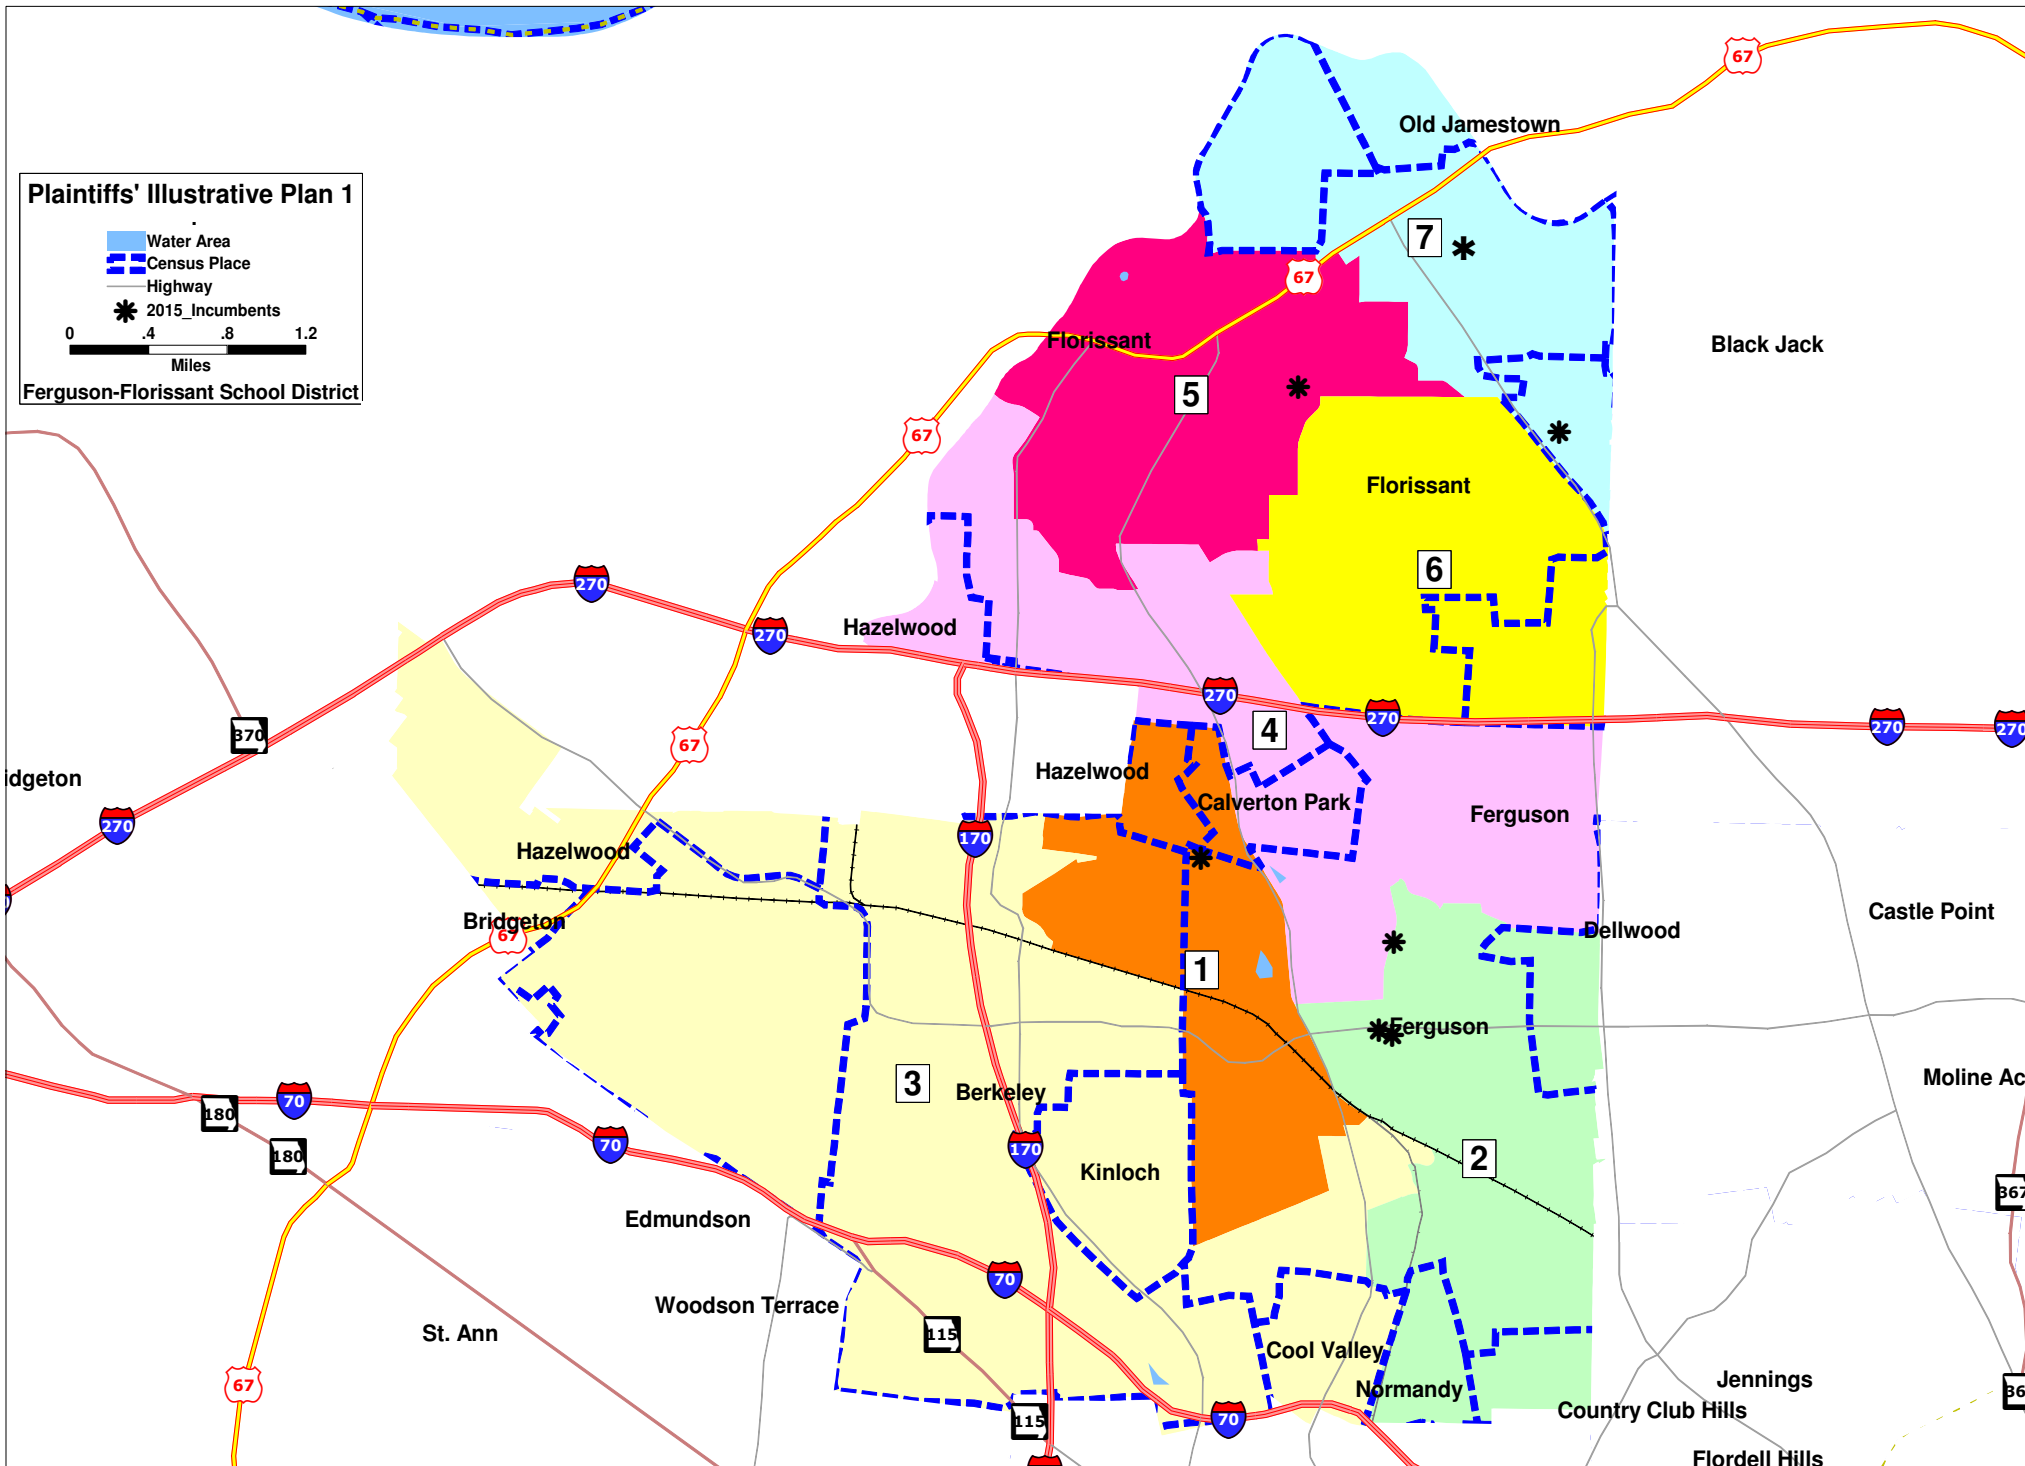 67
Old Jamestown
Plaintiffs' Illustrative Plan 1
.
Water Area
Census Place
Highway
2015_Incumbents
0 .4 .8 1.2
Miles
Ferguson-Florissant School District
7
67
Florissant
Black Jack
5
67
Florissant
6
270
Hazelwood
270
270
4
270
270
270
370
67
idgeton
Hazelwood
Calverton Park
Ferguson
270
170
Hazelwood
Bridgeton
67
Dellwood
Castle Point
1
Ferguson
3
Berkeley
Moline Ac
180
70
70
170
180
Kinloch
2
367
Edmundson
70
Woodson Terrace
St. Ann
115
Cool Valley
67
Normandy
Jennings
36
Country Club Hills
115
70
Flordell Hills